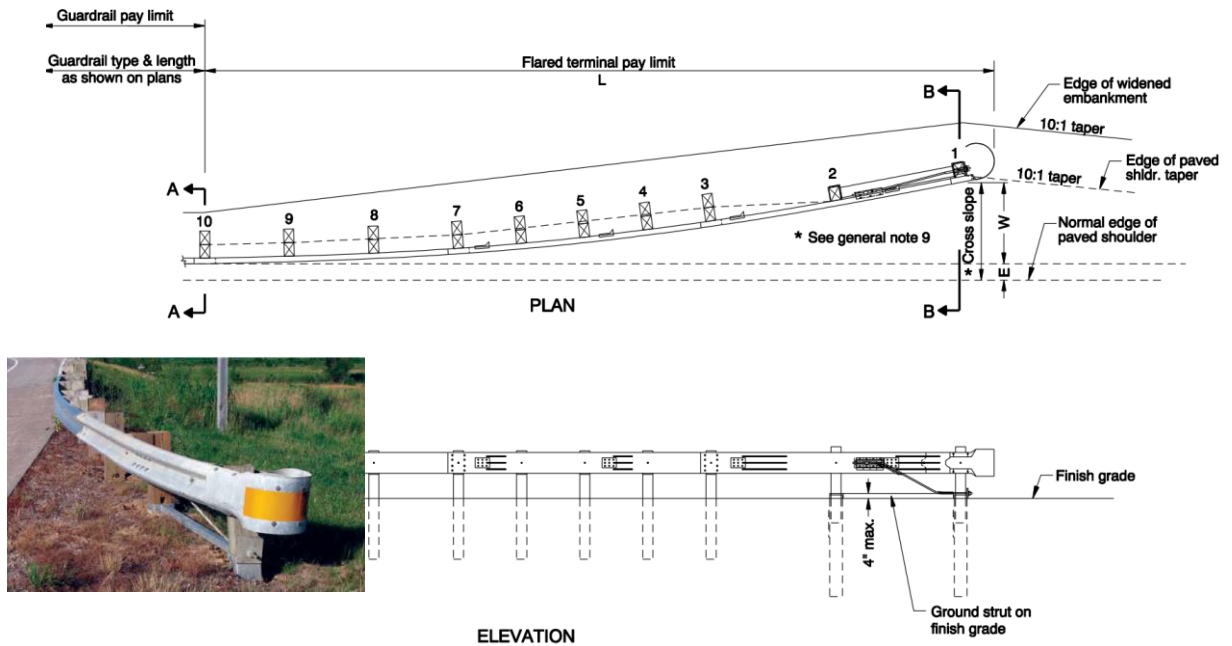 Guardrail pay limit
Guardrail type & length
as shown on plans
Flared terminal pay limit
L
B
Edge of widened
embankment
10:1 taper
Edge of paved
shldr. taper
10:1 taper
A
10
9
8
7
6
5
4
3
2
1
* See general note 9
* Cross slope
W
E
Normal edge of
paved shoulder
A
B
PLAN
Finish grade
4" max.
Ground strut on
finish grade
ELEVATION